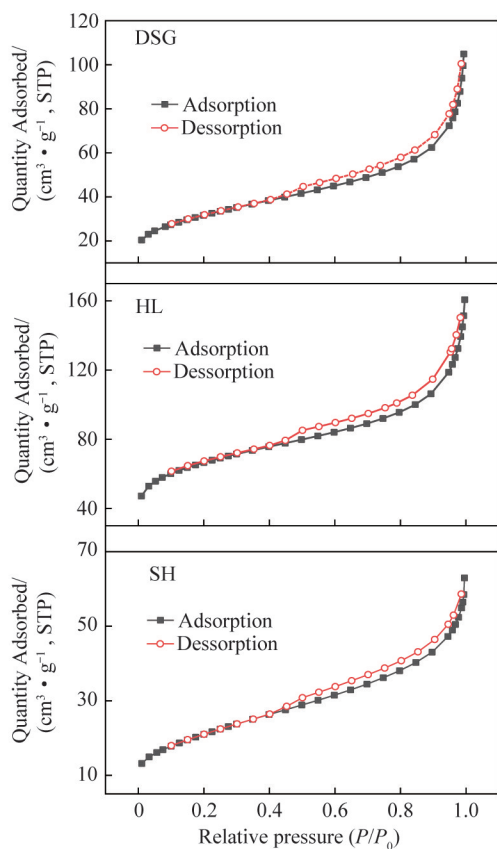 DSG
Adsorption
Dessorption
Quantity Adsorbed/
(cm³・g⁻¹, STP)
120
100
80
60
40
20
HL
Adsorption
Dessorption
Quantity Adsorbed/
(cm³・g⁻¹, STP)
160
120
80
40
SH
Adsorption
Dessorption
Quantity Adsorbed/
(cm³・g⁻¹, STP)
70
50
30
10
0 0.2 0.4 0.6 0.8 1.0
Relative pressure (P/P₀)